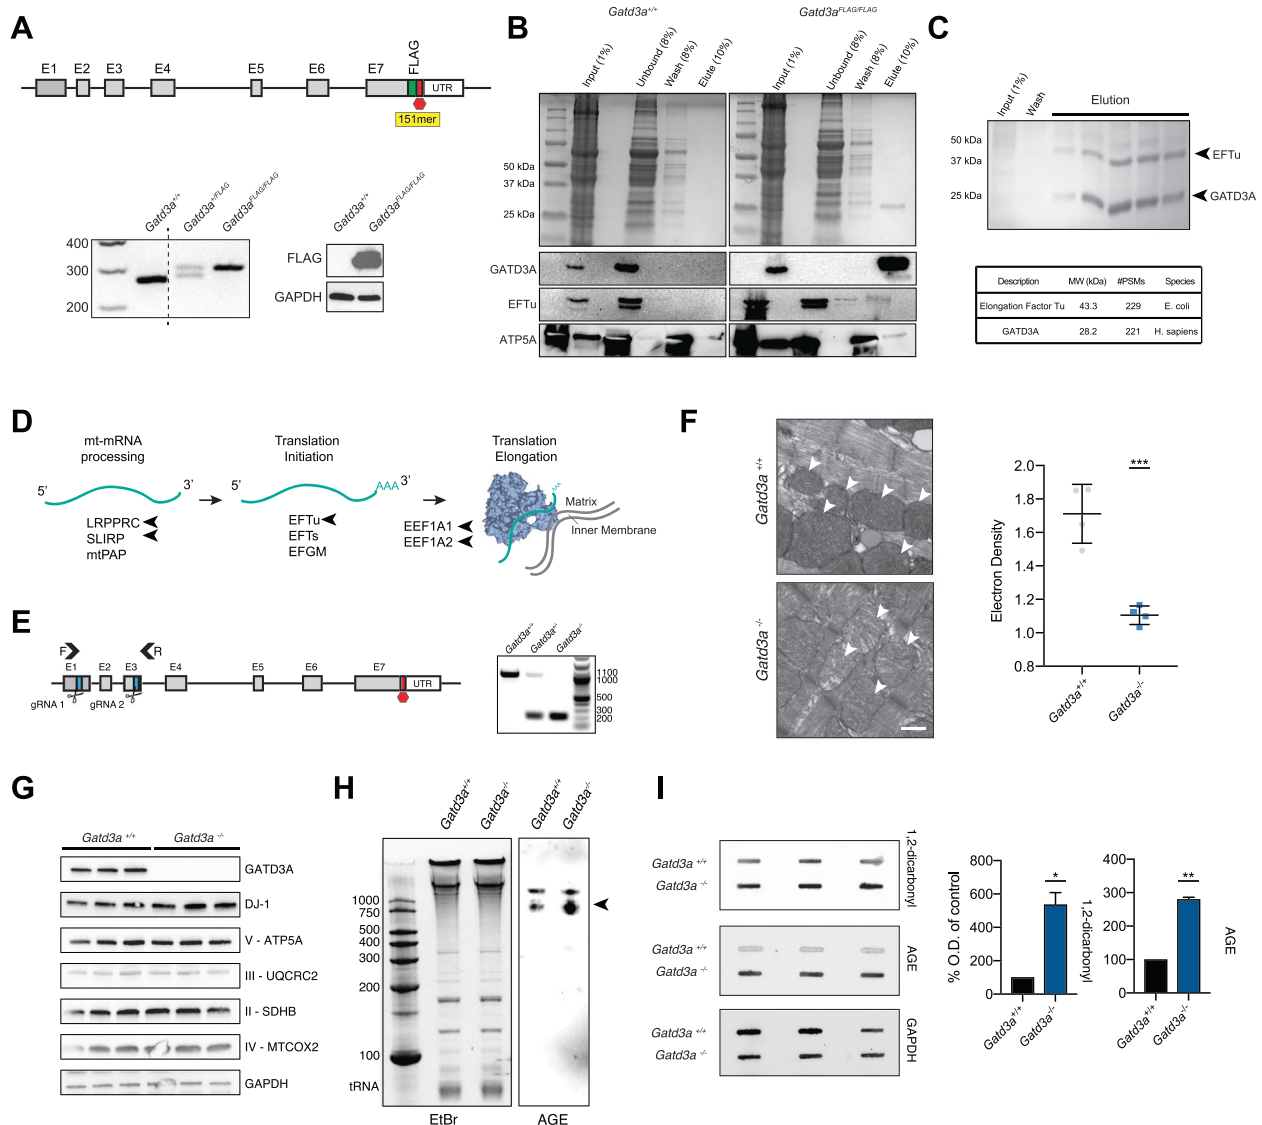 A
E1 E2 E3 E4 E5 E6 E7 FLAG
UTR
151mer
Gatd3a+/+ Gatd3a+/FLAG Gatd3aFLAG/FLAG
400
300
200
Gatd3a+/+ Gatd3aFLAG/FLAG
FLAG
GAPDH
B
Gatd3a+/+ Gatd3aFLAG/FLAG
Input (1%) Unbound (8%) Wash (8%) Elute (10%) Input (1%) Unbound (8%) Wash (8%) Elute (10%)
50 kDa
37 kDa
25 kDa
GATD3A
EFTu
ATP5A
C
Input (1%) Wash Elution
50 kDa
37 kDa
25 kDa
EFTu
GATD3A
Description MW (kDa) #PSMs Species
Elongation Factor Tu 43.3 229 E. coli
GATD3A 28.2 221 H. sapiens
D
mt-mRNA
processing
5' 3'
LRPPRC
SLIRP
mtPAP
Translation
Initiation
5' AAA 3'
EFTu
EFTs
EFGM
Translation
Elongation
AAA
Matrix
Inner Membrane
EEF1A1
EEF1A2
E
F R
E1 E2 E3 E4 E5 E6 E7
UTR
gRNA 1 gRNA 2
Gatd3a+/+ Gatd3a+/- Gatd3a-/-
1100
1000
500
300
200
F
Gatd3a +/+
Gatd3a -/-
Electron Density
2.0
1.8
1.6
1.4
1.2
1.0
0.8
***
Gatd3a+/+ Gatd3a-/-
G
Gatd3a +/+ Gatd3a -/-
GATD3A
DJ-1
V - ATP5A
III - UQCRC2
II - SDHB
IV - MTCOX2
GAPDH
H
Gatd3a+/+ Gatd3a-/- Gatd3a+/+ Gatd3a-/-
1000
750
500
400
300
200
100
tRNA
EtBr AGE
I
Gatd3a +/+
Gatd3a -/-
1,2-dicarbonyl
Gatd3a +/+
Gatd3a -/-
AGE
Gatd3a +/+
Gatd3a -/-
GAPDH
% O.D. of control
800
600
400
200
0
*
Gatd3a+/+ Gatd3a-/-
1,2-dicarbonyl
400
300
200
100
0
**
Gatd3a+/+ Gatd3a-/-
AGE